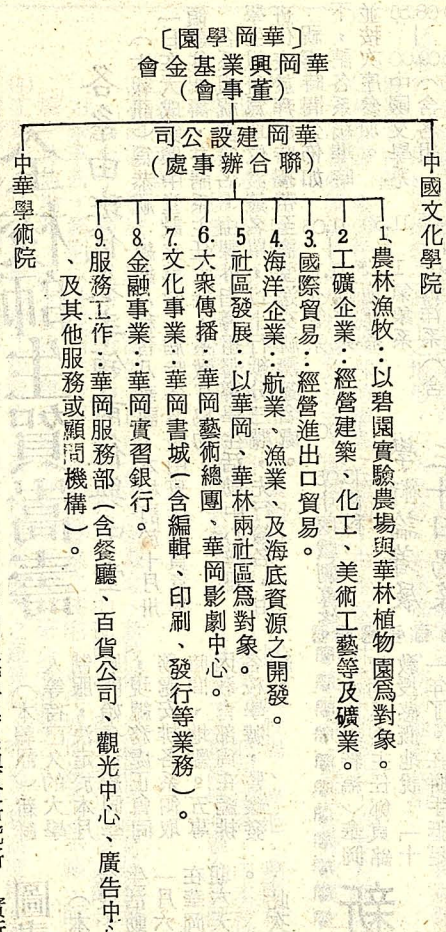 〔華岡學園〕
華岡興業基金會
(董事會)
中國文化學院
華岡建設公司
(聯合辦事處)
中華學術院
1.農林漁牧：以碧園實驗農場與華林植物園爲對象。
2工礦企業：經營建築、化工、美術工藝等及礦業。
3.國際貿易：經營進出口貿易。
4.海洋企業：航業、漁業、及海底資源之開發。
5社區發展：以華岡、華林兩社區爲對象。
6.大衆傳播：華岡藝術總團、華岡影劇中心。
7.文化事業：華岡書城(含編輯、印刷、發行等業務)。
8.金融事業：華岡實習銀行。
9.服務工作：華岡服務部(含餐廳、百貨公司、觀光中心、廣告中心
、及其他服務或顧問機構)。